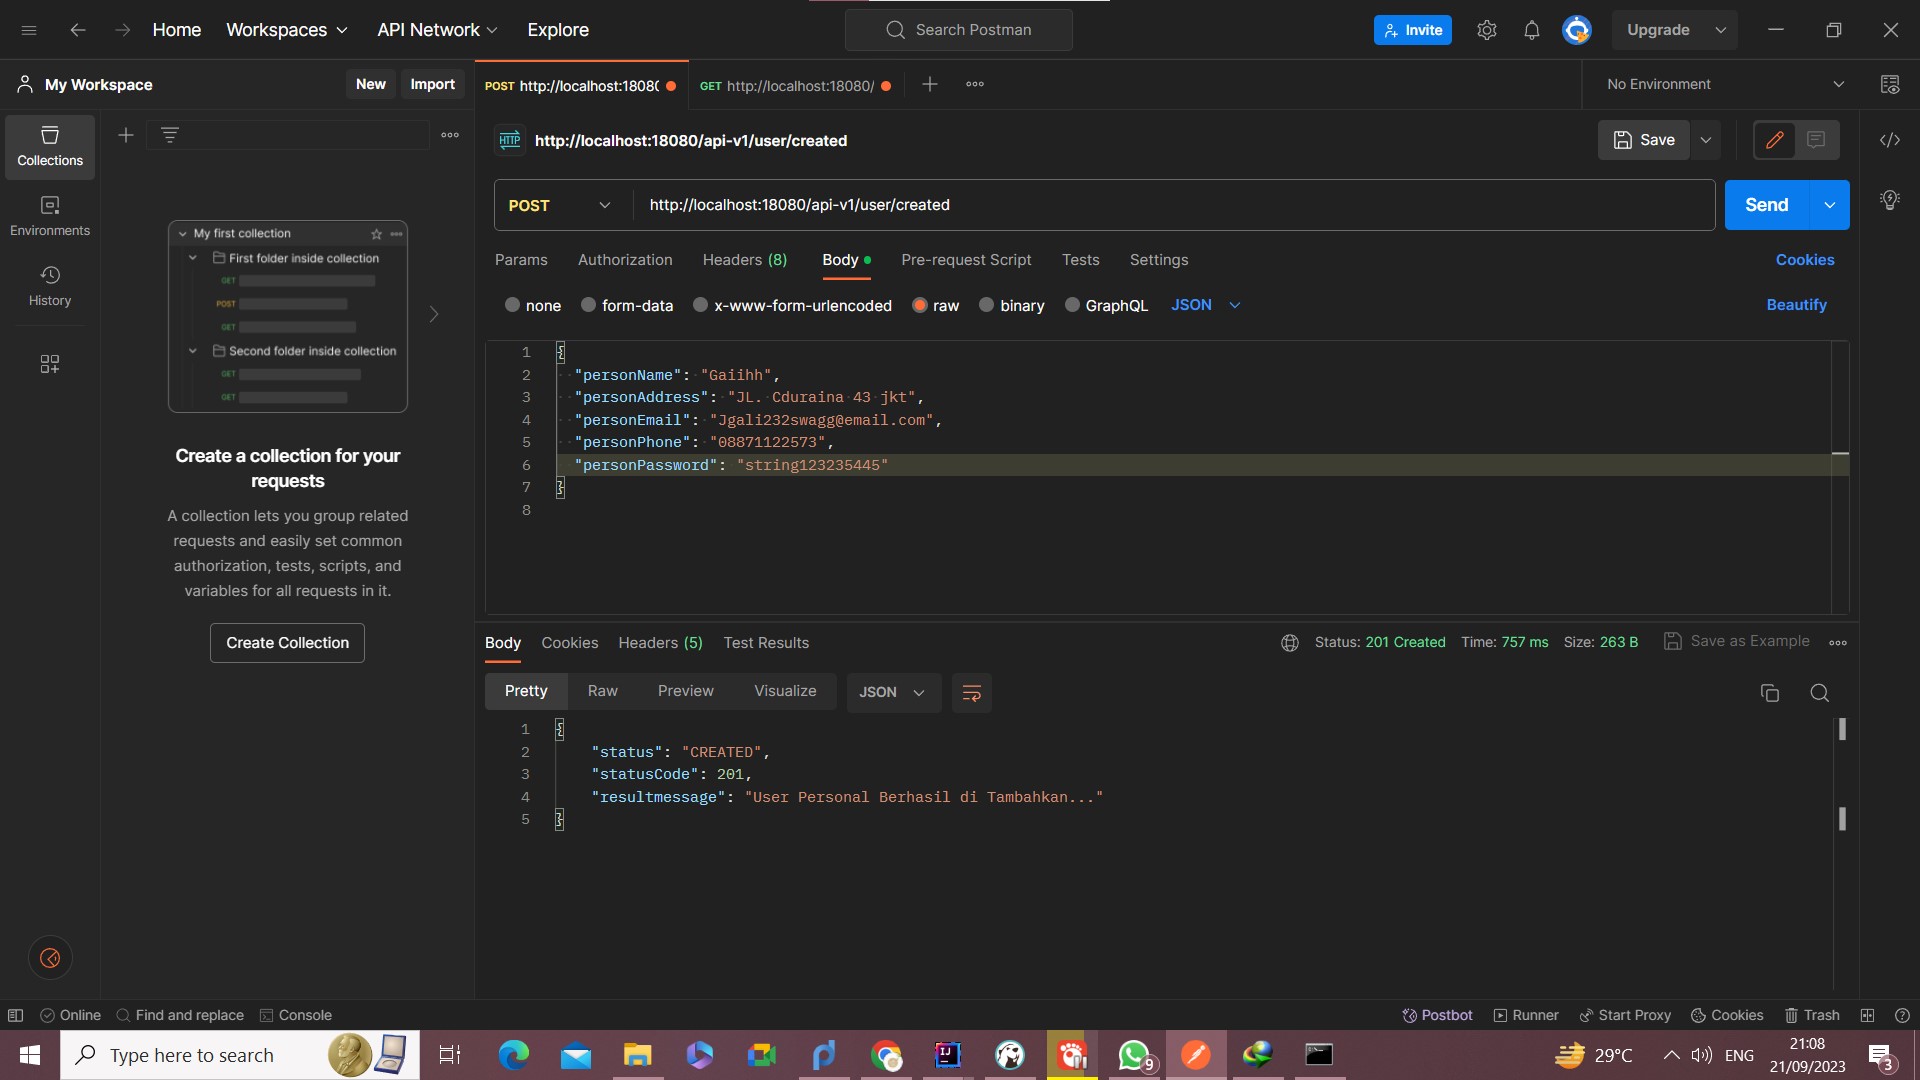 Home
Workspaces
API Network
Explore
Search Postman
Invite
Upgrade
My Workspace
New
Import
POST http://localhost:18080
GET http://localhost:18080/
No Environment
Collections
Environments
History
HTTP
http://localhost:18080/api-v1/user/created
Save
POST
http://localhost:18080/api-v1/user/created
Send
Params
Authorization
Headers (8)
Body
Pre-request Script
Tests
Settings
Cookies
none
form-data
x-www-form-urlencoded
raw
binary
GraphQL
JSON
Beautify
My first collection
First folder inside collection
GET
POST
GET
Second folder inside collection
GET
GET
Create a collection for your
requests
A collection lets you group related
requests and easily set common
authorization, tests, scripts, and
variables for all requests in it.
Create Collection
1 {
2 "personName": "Gaiihh",
3 "personAddress": "JL. Cduraina 43 jkt",
4 "personEmail": "Jgali232swagg@email.com",
5 "personPhone": "08871122573",
6 "personPassword": "string123235445"
7 }
8
Body
Cookies
Headers (5)
Test Results
Status: 201 Created
Time: 757 ms
Size: 263 B
Save as Example
Pretty
Raw
Preview
Visualize
JSON
1 {
2 "status": "CREATED",
3 "statusCode": 201,
4 "resultmessage": "User Personal Berhasil di Tambahkan..."
5 }
Online
Find and replace
Console
Postbot
Runner
Start Proxy
Cookies
Trash
Type here to search
IJ
9
29°C
ENG
21:08
21/09/2023
3